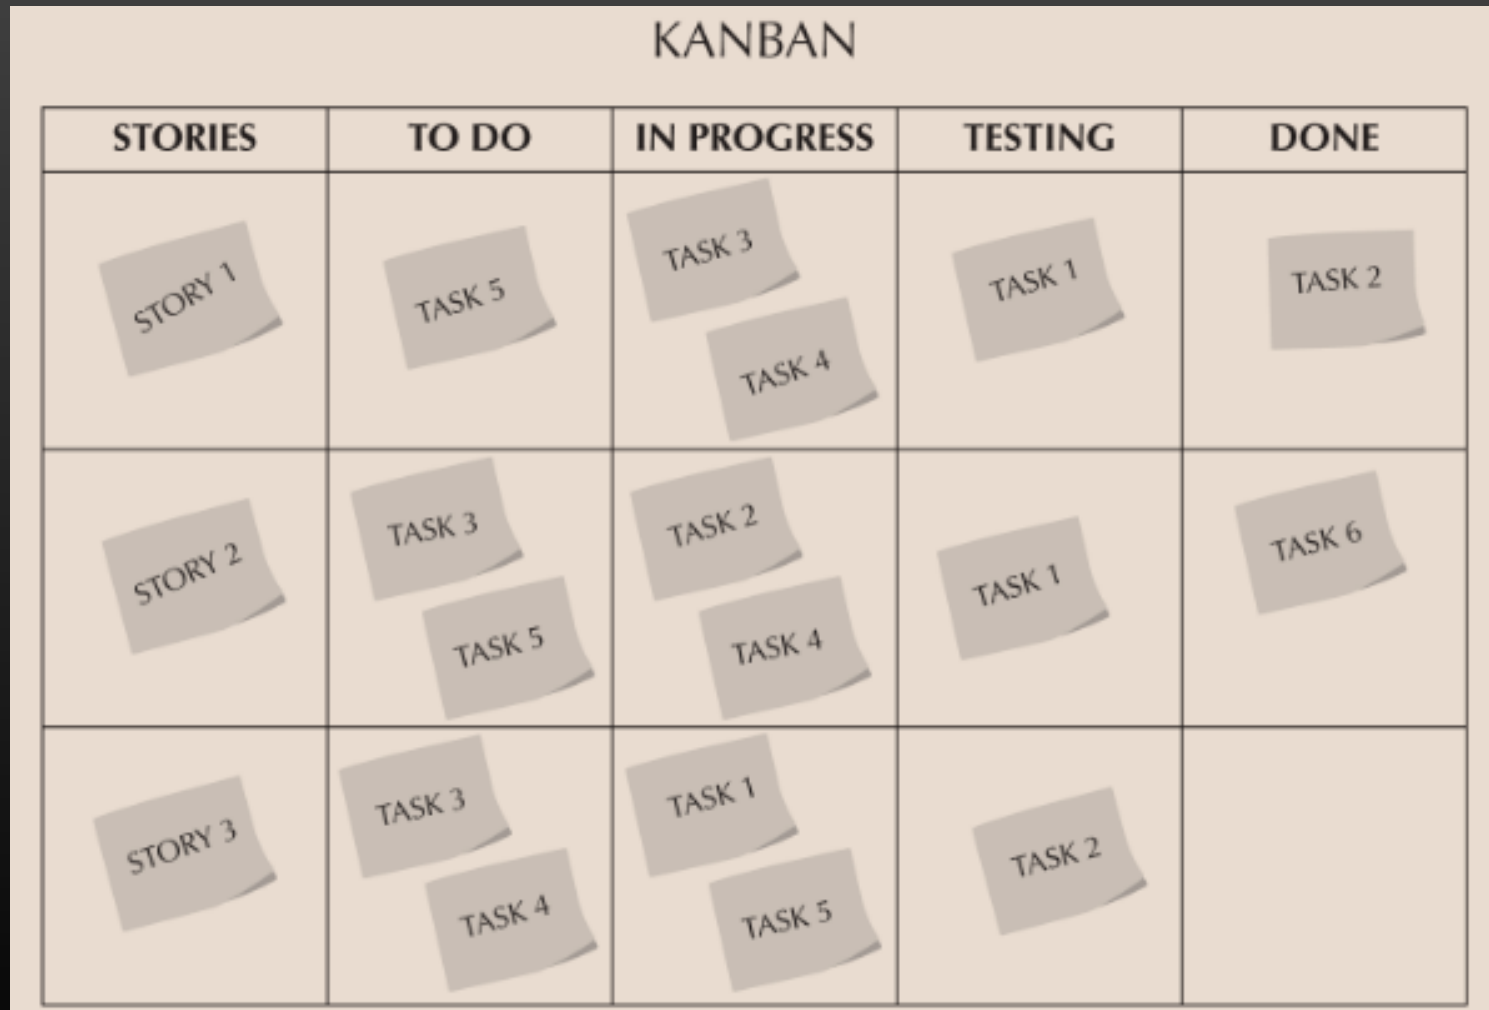 KANBAN
STORIES
TO DO
IN PROGRESS
TESTING
DONE
STORY 1
TASK 5
TASK 3
TASK 4
TASK 1
TASK 2
STORY 2
TASK 3
TASK 5
TASK 2
TASK 4
TASK 1
TASK 6
STORY 3
TASK 3
TASK 4
TASK 1
TASK 5
TASK 2